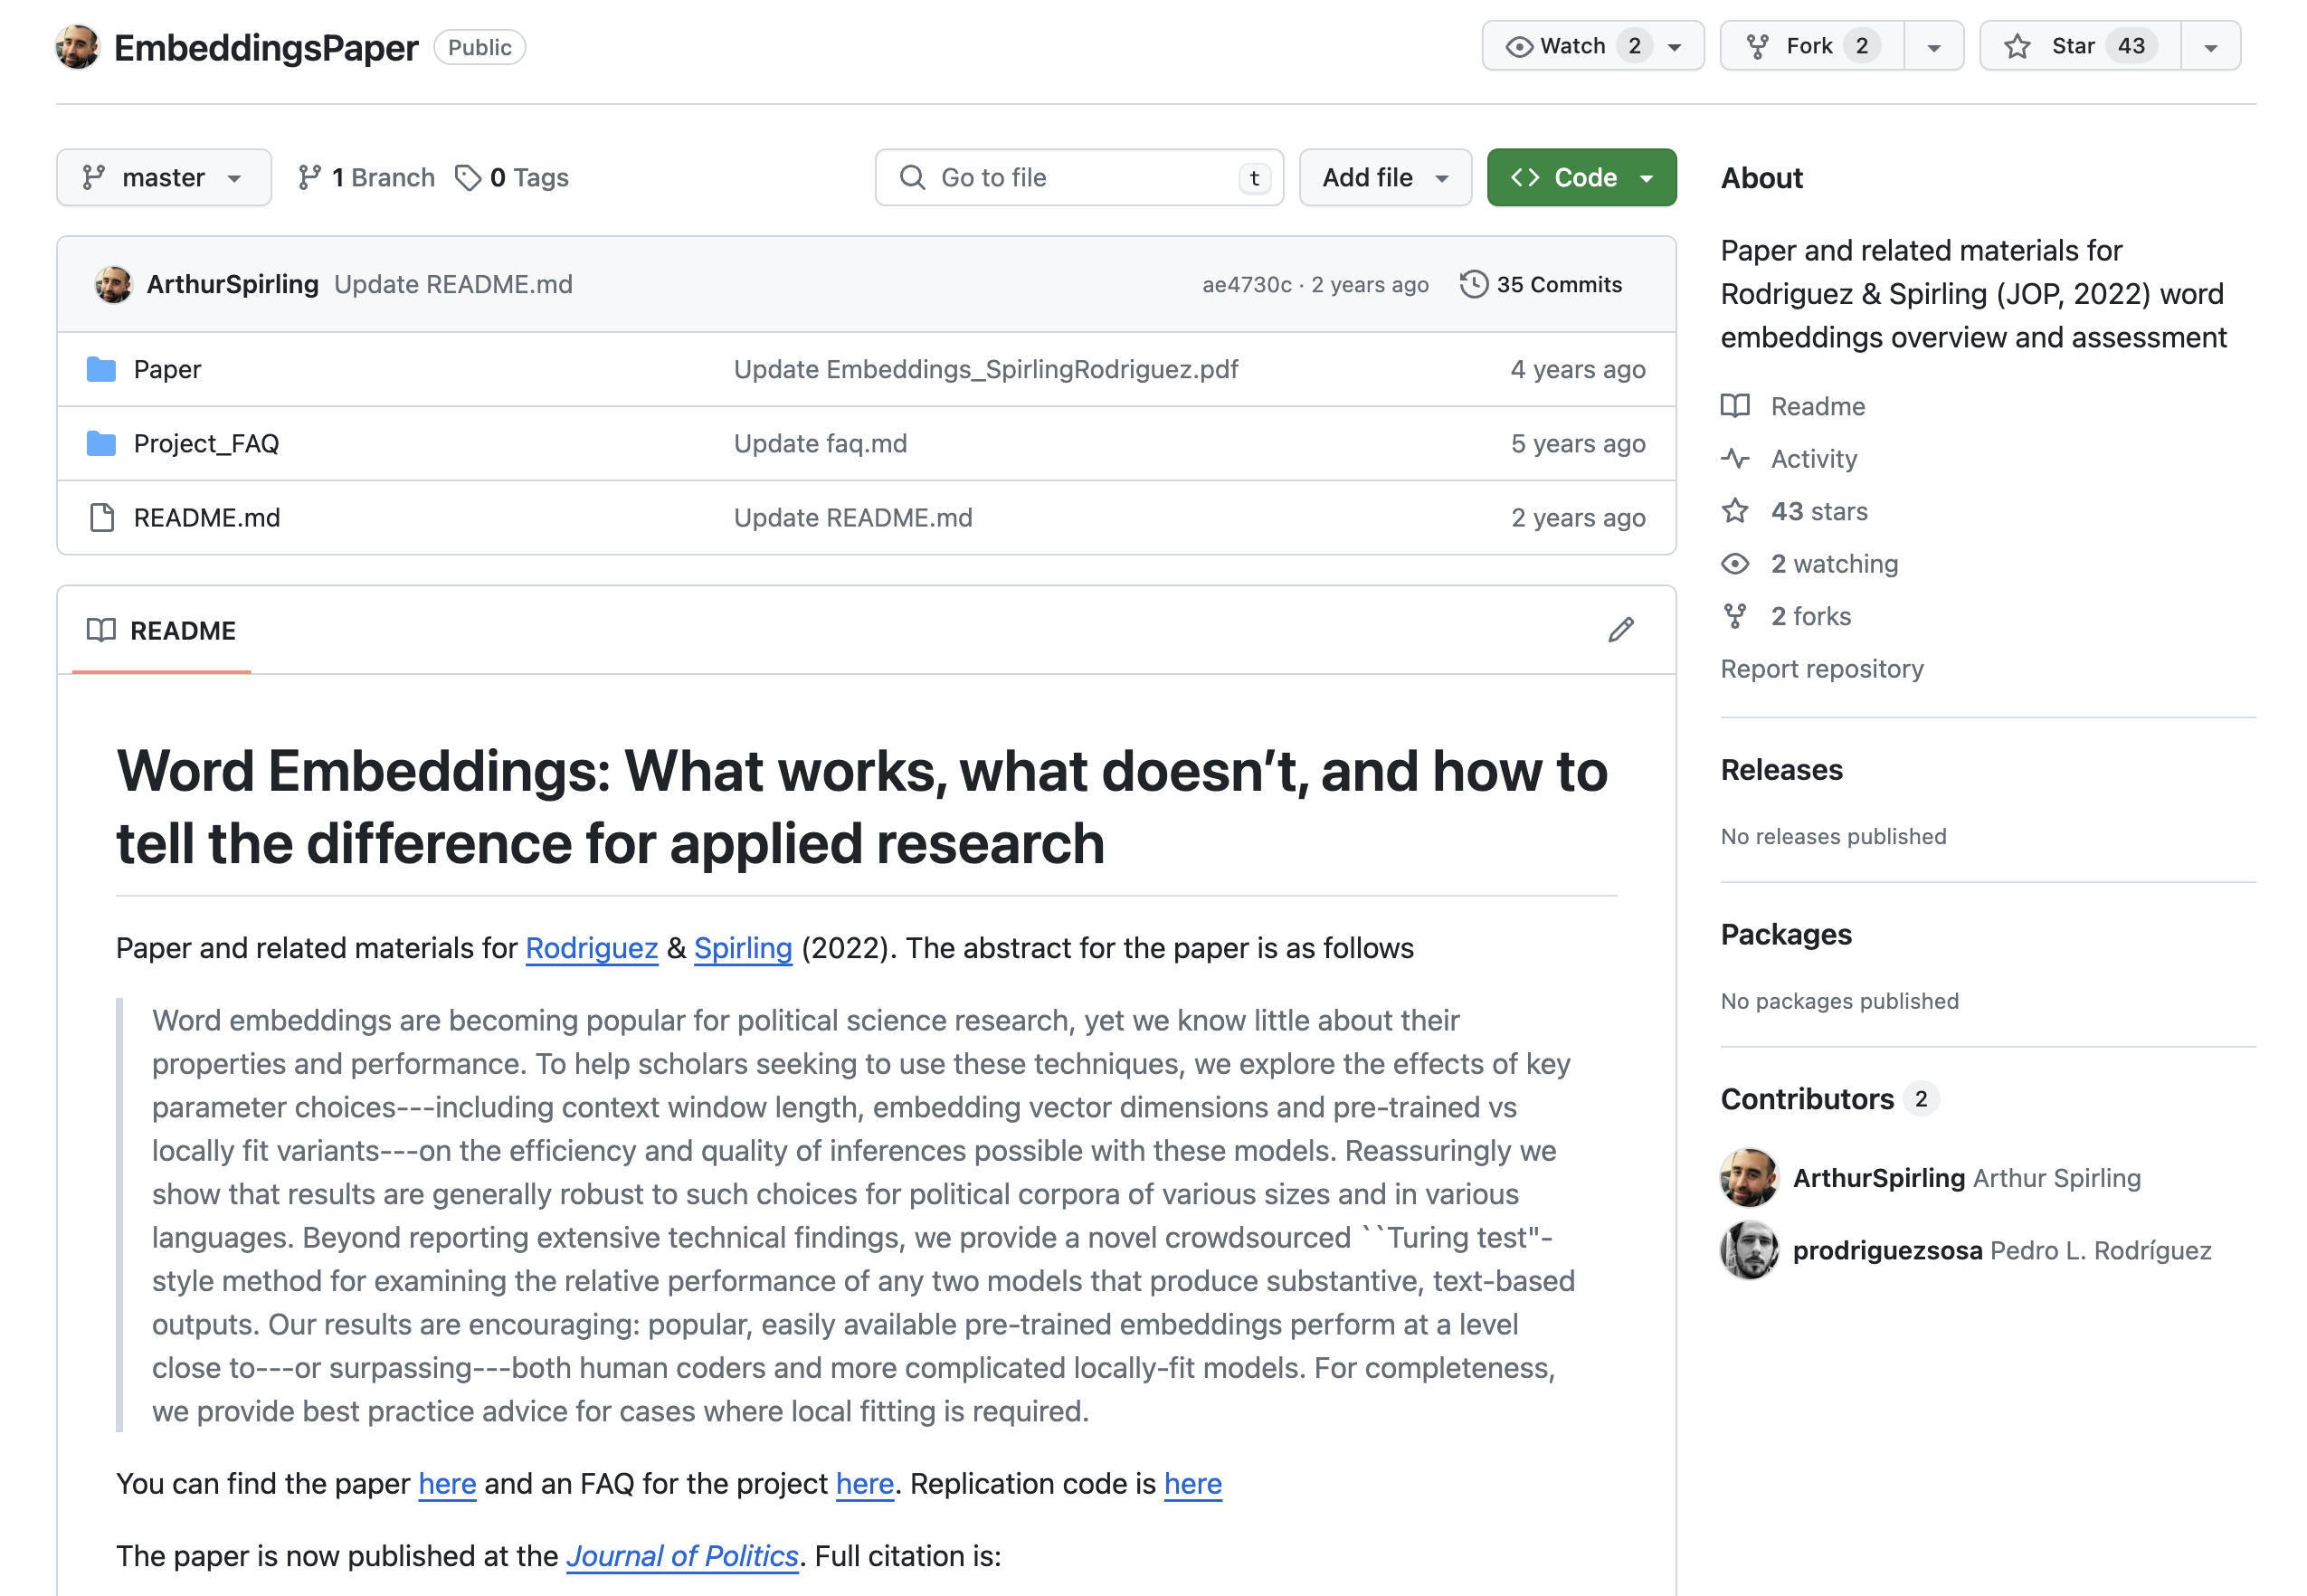 EmbeddingsPaper Public
Watch 2
Fork 2
Star 43
master
1 Branch
0 Tags
Go to file t
Add file
Code
ArthurSpirling Update README.md ae4730c · 2 years ago 35 Commits
Paper Update Embeddings_SpirlingRodriguez.pdf 4 years ago
Project_FAQ Update faq.md 5 years ago
README.md Update README.md 2 years ago
README
Word Embeddings: What works, what doesn’t, and how to
tell the difference for applied research
Paper and related materials for Rodriguez & Spirling (2022). The abstract for the paper is as follows
Word embeddings are becoming popular for political science research, yet we know little about their
properties and performance. To help scholars seeking to use these techniques, we explore the effects of key
parameter choices---including context window length, embedding vector dimensions and pre-trained vs
locally fit variants---on the efficiency and quality of inferences possible with these models. Reassuringly we
show that results are generally robust to such choices for political corpora of various sizes and in various
languages. Beyond reporting extensive technical findings, we provide a novel crowdsourced ``Turing test"-
style method for examining the relative performance of any two models that produce substantive, text-based
outputs. Our results are encouraging: popular, easily available pre-trained embeddings perform at a level
close to---or surpassing---both human coders and more complicated locally-fit models. For completeness,
we provide best practice advice for cases where local fitting is required.
You can find the paper here and an FAQ for the project here. Replication code is here
The paper is now published at the Journal of Politics. Full citation is:
About
Paper and related materials for
Rodriguez & Spirling (JOP, 2022) word
embeddings overview and assessment
Readme
Activity
43 stars
2 watching
2 forks
Report repository
Releases
No releases published
Packages
No packages published
Contributors 2
ArthurSpirling Arthur Spirling
prodriguezsosa Pedro L. Rodríguez